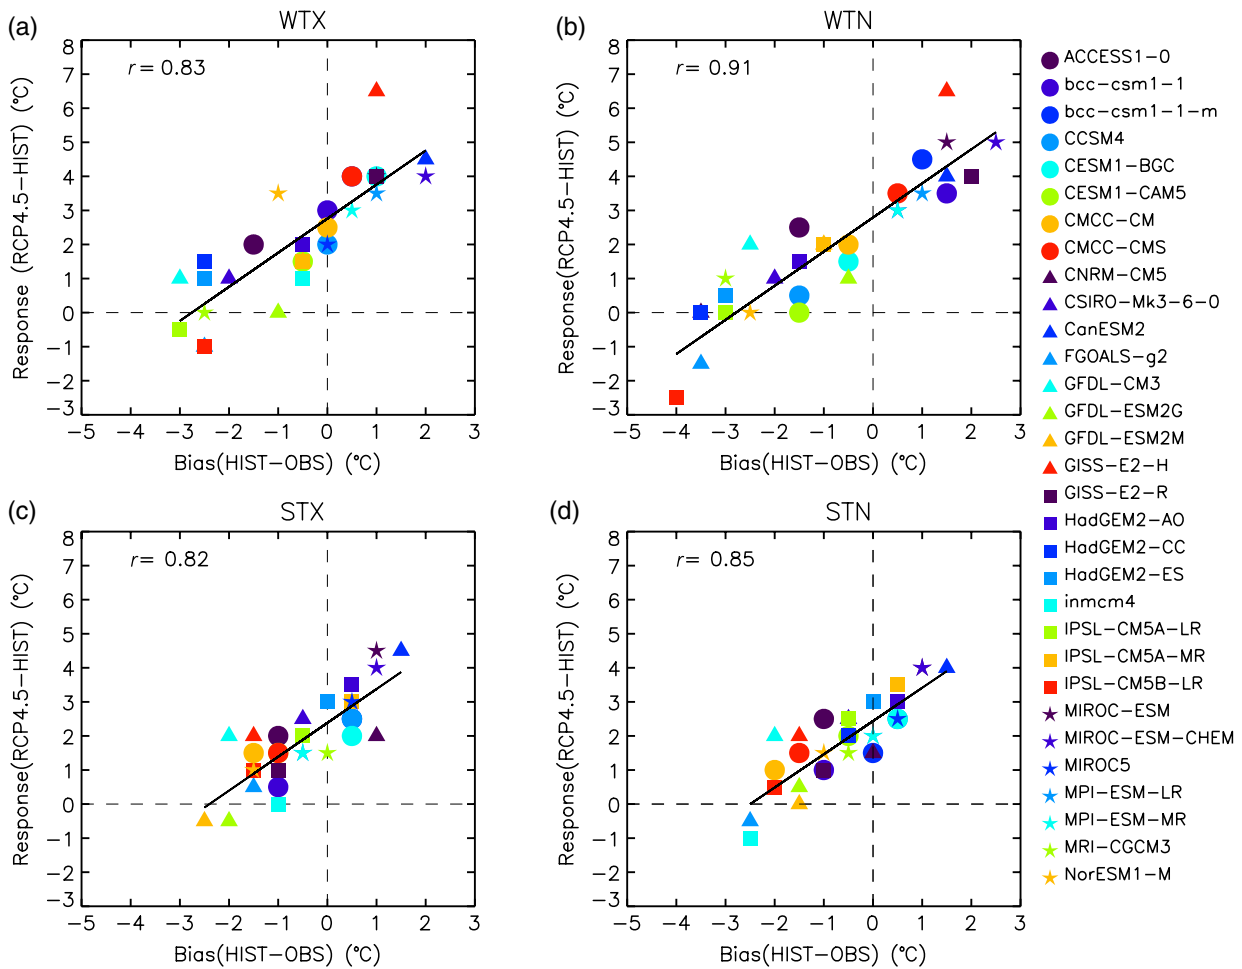 (a) WTX
Response (RCP4.5−HIST) (°C)
r = 0.83
8
7
6
5
4
3
2
1
0
−1
−2
−3
−5 −4 −3 −2 −1 0 1 2 3
Bias(HIST−OBS) (°C)
(b) WTN
Response(RCP4.5−HIST) (°C)
r = 0.91
8
7
6
5
4
3
2
1
0
−1
−2
−3
−5 −4 −3 −2 −1 0 1 2 3
Bias(HIST−OBS) (°C)
(c) STX
Response(RCP4.5−HIST) (°C)
r = 0.82
8
7
6
5
4
3
2
1
0
−1
−2
−3
−5 −4 −3 −2 −1 0 1 2 3
Bias(HIST−OBS) (°C)
(d) STN
Response(RCP4.5−HIST) (°C)
r = 0.85
8
7
6
5
4
3
2
1
0
−1
−2
−3
−5 −4 −3 −2 −1 0 1 2 3
Bias(HIST−OBS) (°C)
ACCESS1−0
bcc−csm1−1
bcc−csm1−1−m
CCSM4
CESM1−BGC
CESM1−CAM5
CMCC−CM
CMCC−CMS
CNRM−CM5
CSIRO−Mk3−6−0
CanESM2
FGOALS−g2
GFDL−CM3
GFDL−ESM2G
GFDL−ESM2M
GISS−E2−H
GISS−E2−R
HadGEM2−AO
HadGEM2−CC
HadGEM2−ES
inmcm4
IPSL−CM5A−LR
IPSL−CM5A−MR
IPSL−CM5B−LR
MIROC−ESM
MIROC−ESM−CHEM
MIROC5
MPI−ESM−LR
MPI−ESM−MR
MRI−CGCM3
NorESM1−M